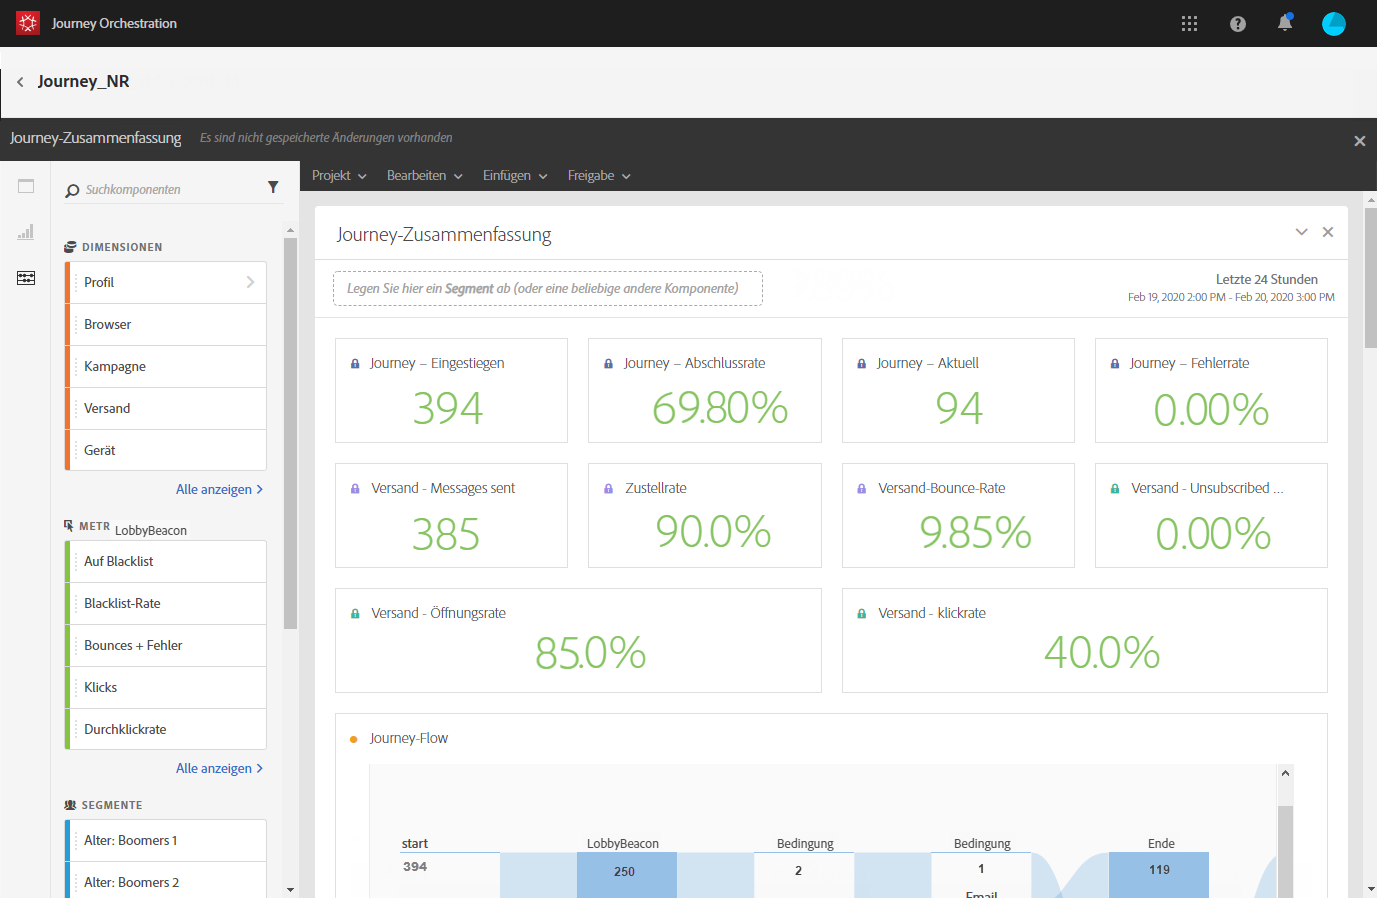 Journey Orchestration
Journey_NR
Journey-Zusammenfassung
Es sind nicht gespeicherte Änderungen vorhanden
Projekt
Bearbeiten
Einfügen
Freigabe
Suchkomponenten
DIMENSIONEN
Profil
Browser
Kampagne
Versand
Gerät
Alle anzeigen
METR
LobbyBeacon
Auf Blacklist
Blacklist-Rate
Bounces + Fehler
Klicks
Durchklickrate
Alle anzeigen
SEGMENTE
Alter: Boomers 1
Alter: Boomers 2
Journey-Zusammenfassung
Legen Sie hier ein Segment ab (oder eine beliebige andere Komponente)
Letzte 24 Stunden
Feb 19, 2020 2:00 PM - Feb 20, 2020 3:00 PM
Journey – Eingestiegen
394
Journey – Abschlussrate
69.80%
Journey – Aktuell
94
Journey – Fehlerrate
0.00%
Versand - Messages sent
385
Zustellrate
90.0%
Versand-Bounce-Rate
9.85%
Versand - Unsubscribed ...
0.00%
Versand - Öffnungsrate
85.0%
Versand - klickrate
40.0%
Journey-Flow
start
394
LobbyBeacon
250
Bedingung
2
Bedingung
1
Email
Ende
119